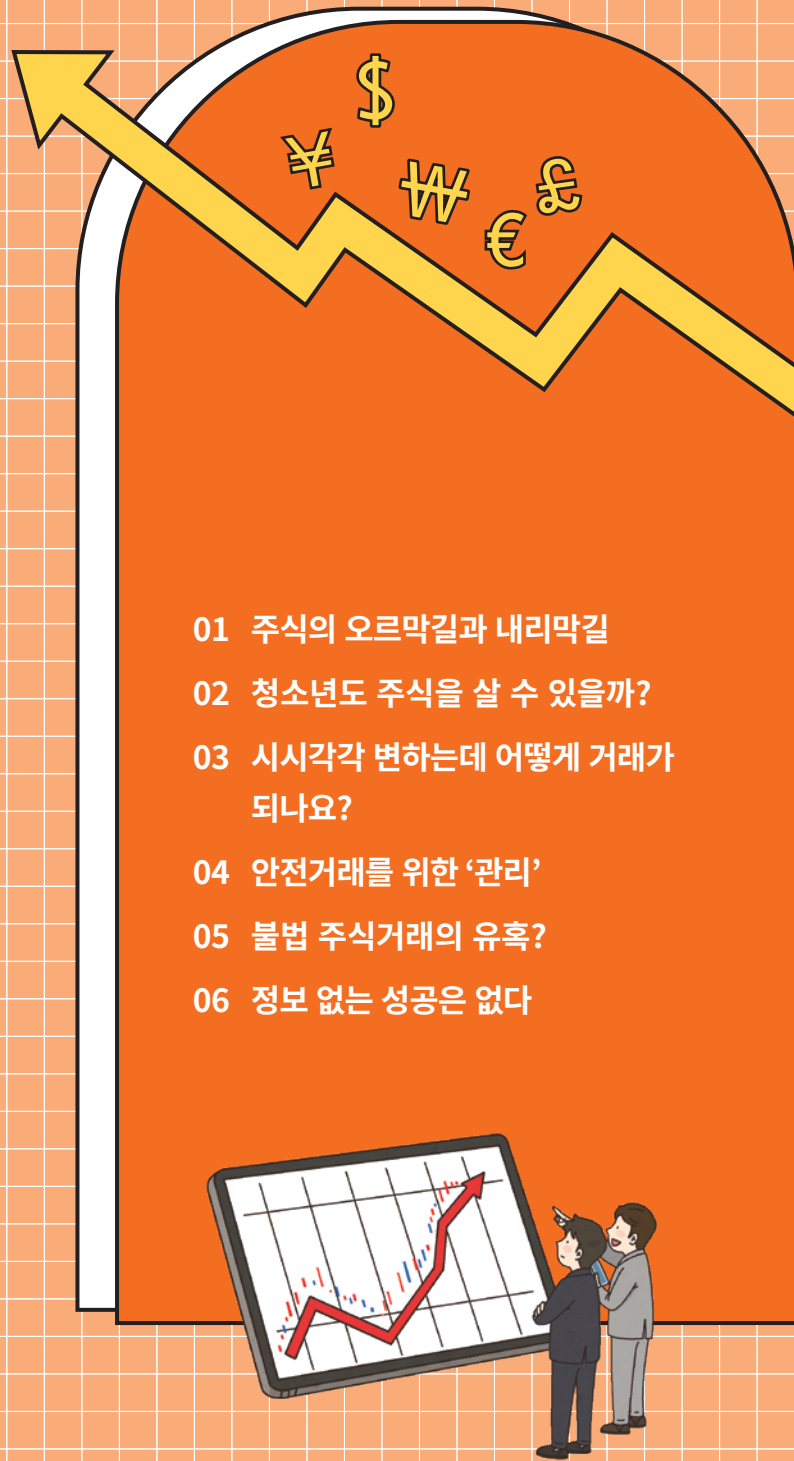 $
¥
₩
£
€
01 주식의 오르막길과 내리막길
02 청소년도 주식을 살 수 있을까?
03 시시각각 변하는데 어떻게 거래가
되나요?
04 안전거래를 위한 ‘관리’
05 불법 주식거래의 유혹?
06 정보 없는 성공은 없다